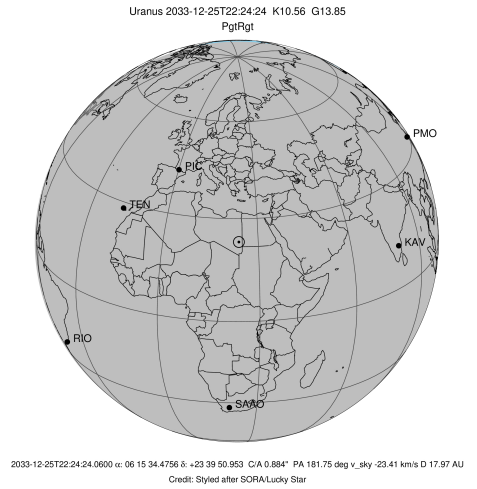 Uranus 2033-12-25T22:24:24 K10.56 G13.85
PgtRgt
PMO
PIC
TEN
KAV
RIO
SAAO
2033-12-25T22:24:24.0600 α: 06 15 34.4756 δ: +23 39 50.953 C/A 0.884" PA 181.75 deg v_sky -23.41 km/s D 17.97 AU
Credit: Styled after SORA/Lucky Star